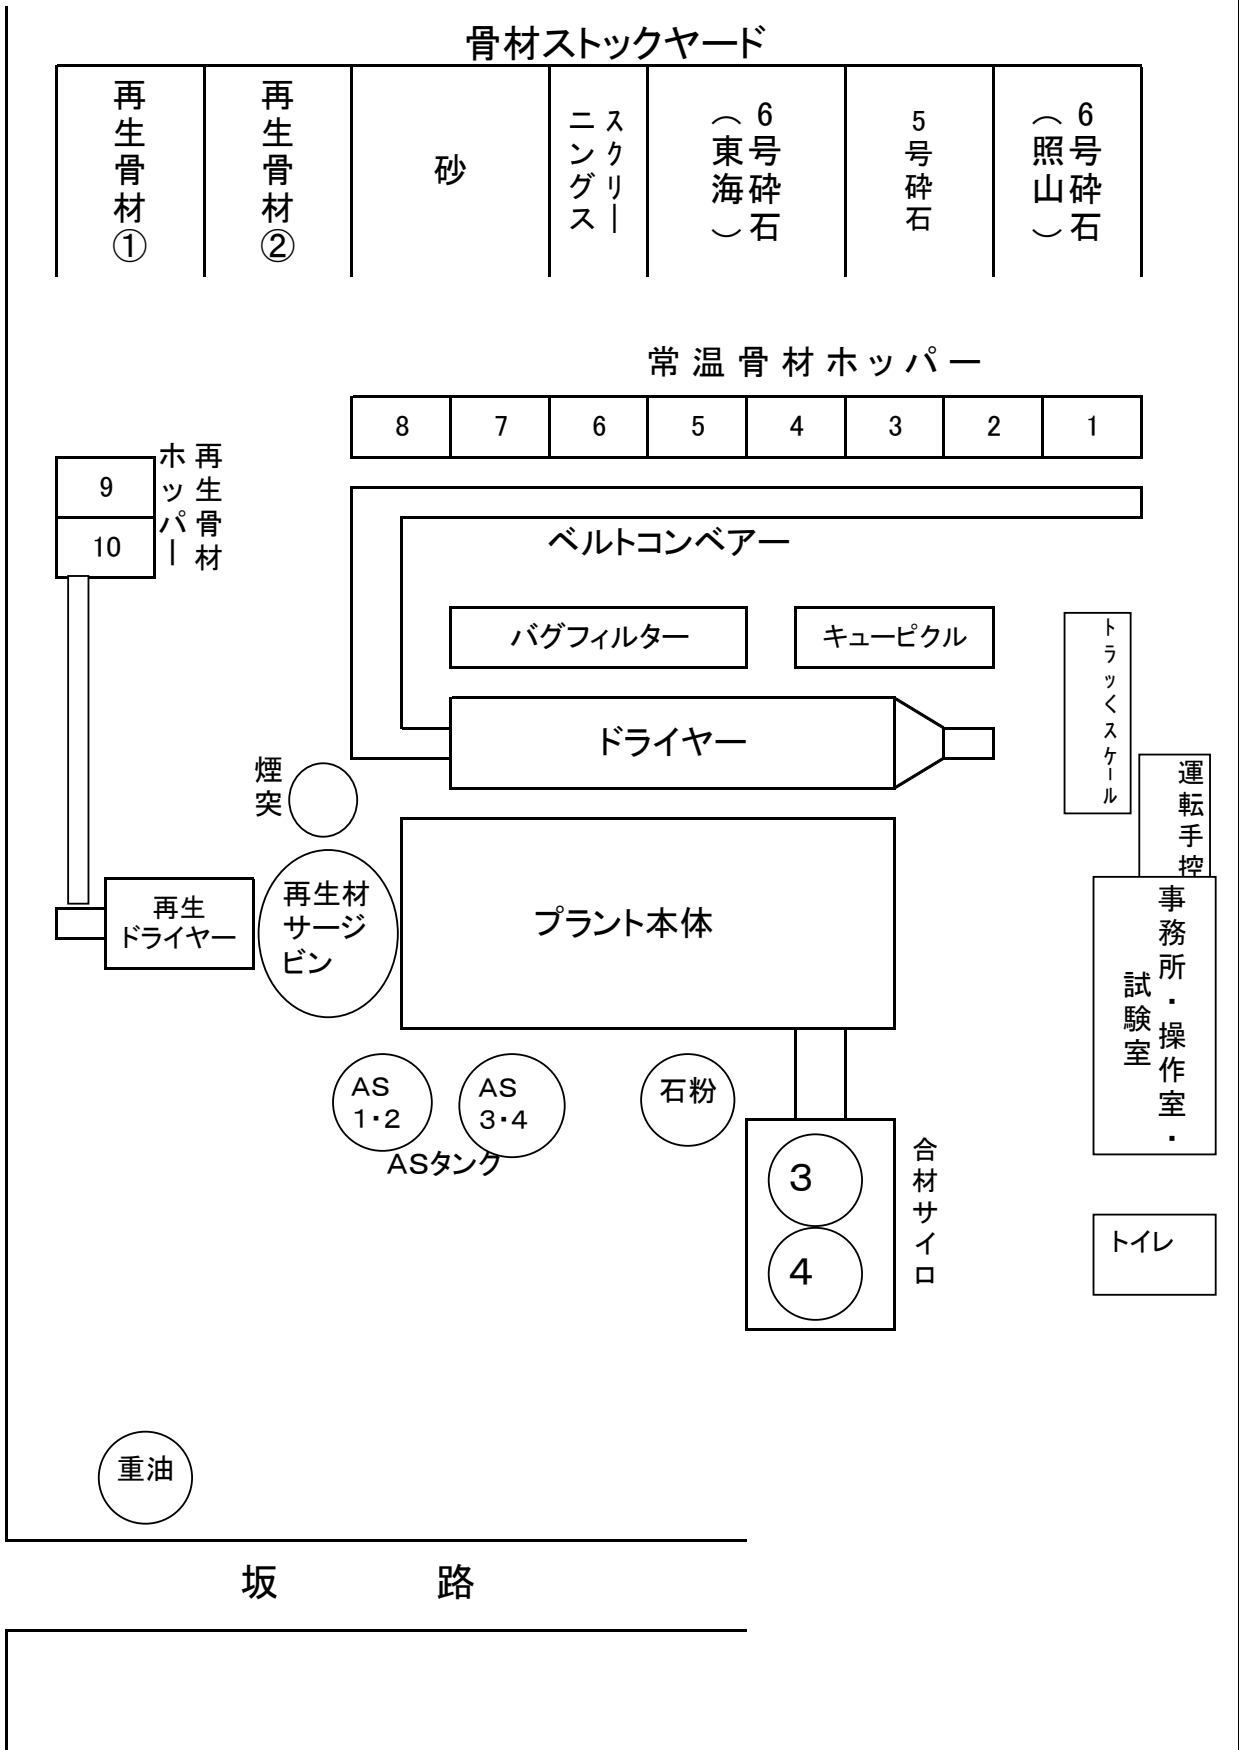 骨材ストックヤード
再生骨材①
再生骨材②
砂
スクリー
ニングス
6号砕石
（東海）
5号砕石
6号砕石
（照山）
常温骨材ホッパー
8
7
6
5
4
3
2
1
再生骨材
ホッパー
9
10
ベルトコンベアー
バグフィルター
キューピクル
トラッくスケール
ドライヤー
煙突
運転手控
再生
ドライヤー
再生材
サージ
ビン
プラント本体
事務所・操作室・
試験室
AS
1・2
AS
3・4
ASタンク
石粉
3
4
合材サイロ
トイレ
重油
坂路